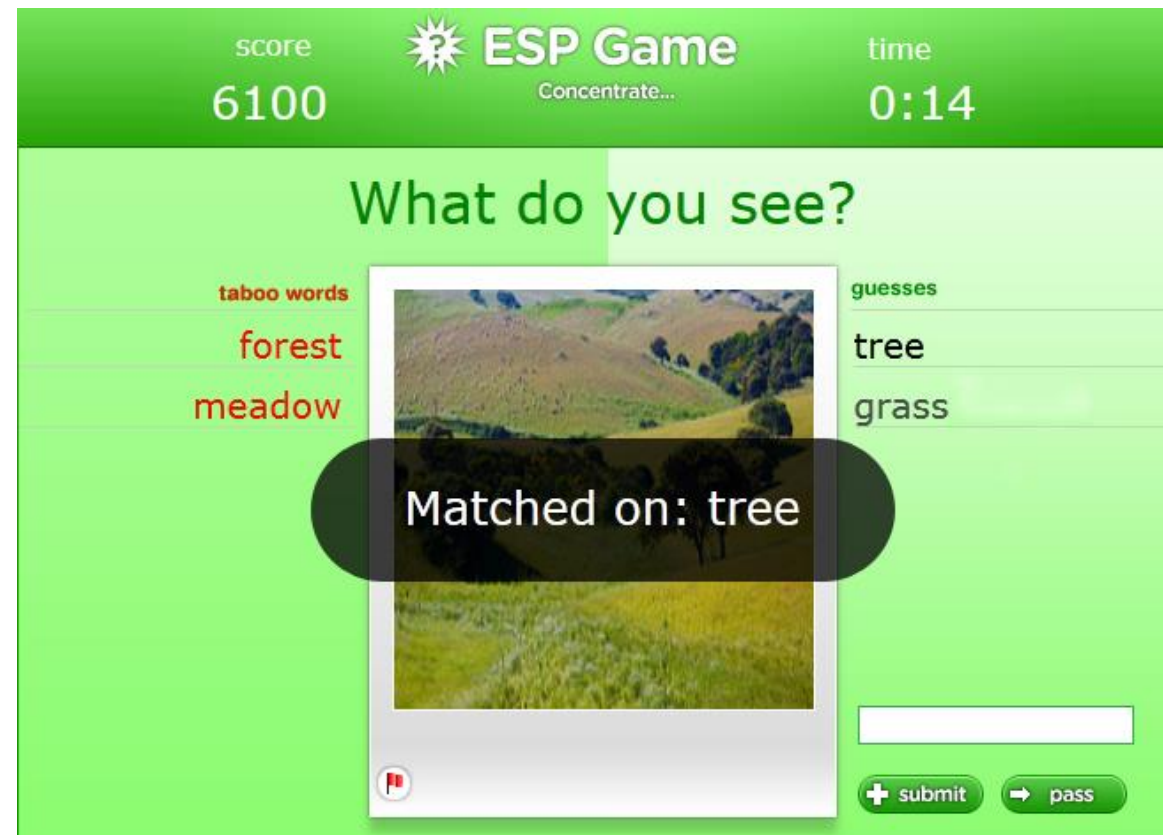 score
6100
ESP Game
Concentrate...
time
0:14
What do you see?
taboo words
forest
meadow
guesses
tree
grass
Matched on: tree
submit
pass